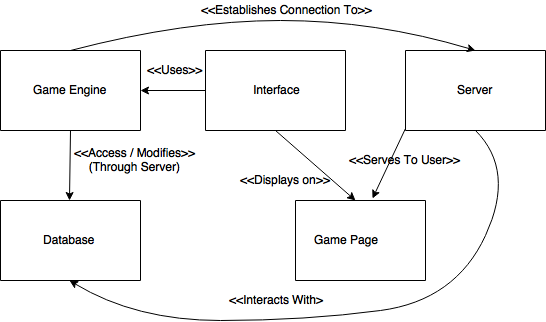 <<Establishes Connection To>>
Game Engine
<<Uses>>
Interface
Server
<<Access / Modifies>>
(Through Server)
<<Displays on>>
<<Serves To User>>
Database
Game Page
<<Interacts With>